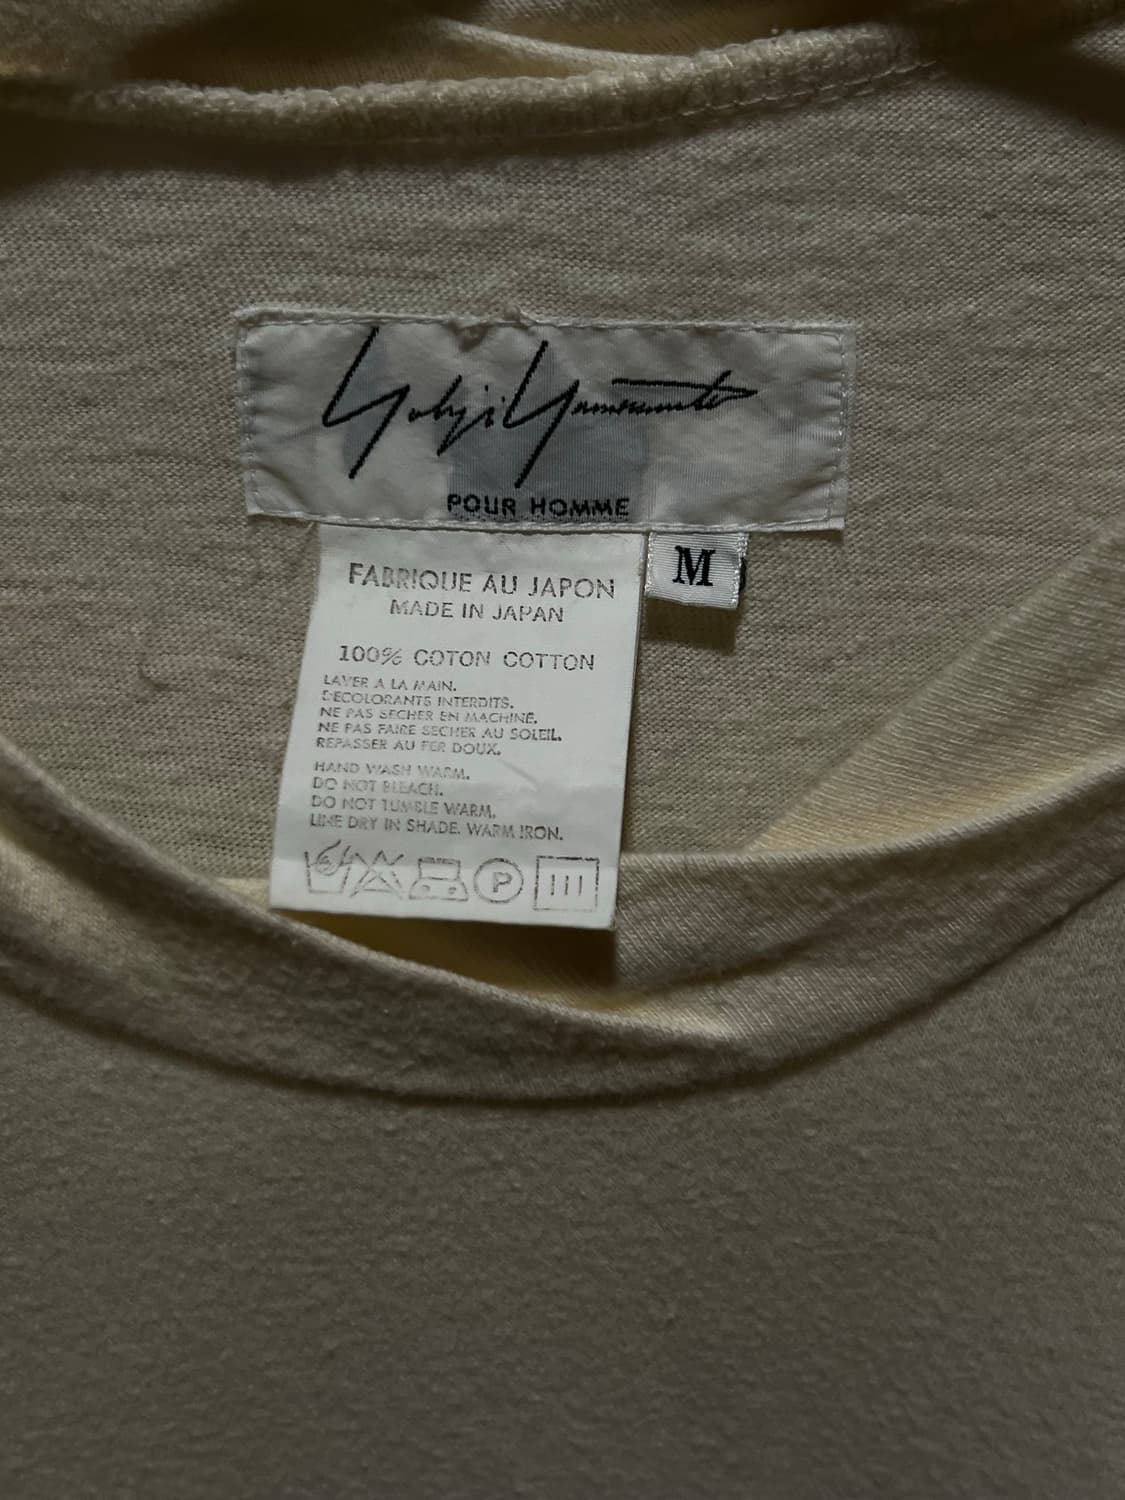 Yohji Yamamoto
POUR HOMME
M
FABRIQUE AU JAPON
MADE IN JAPAN
100% COTON COTTON
LAVER A LA MAIN.
DECOLORANTS INTERDITS.
NE PAS SECHER EN MACHINE.
NE PAS FAIRE SECHER AU SOLEIL.
REPASSER AU FER DOUX.
HAND WASH WARM.
DO NOT BLEACH.
DO NOT TUMBLE WARM.
LINE DRY IN SHADE. WARM IRON.
P